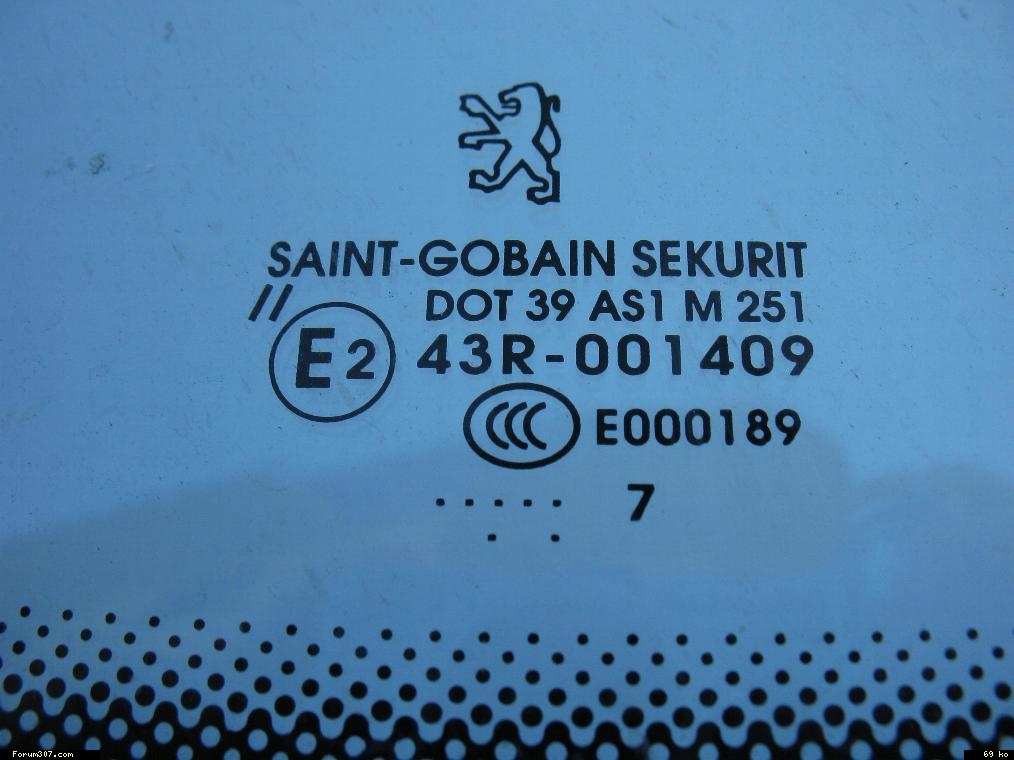 SAINT-GOBAIN SEKURIT
// DOT 39 AS1 M 251
E2 43R-001409
CCC E000189
..... 7
. .
Forum307.com
69 ko